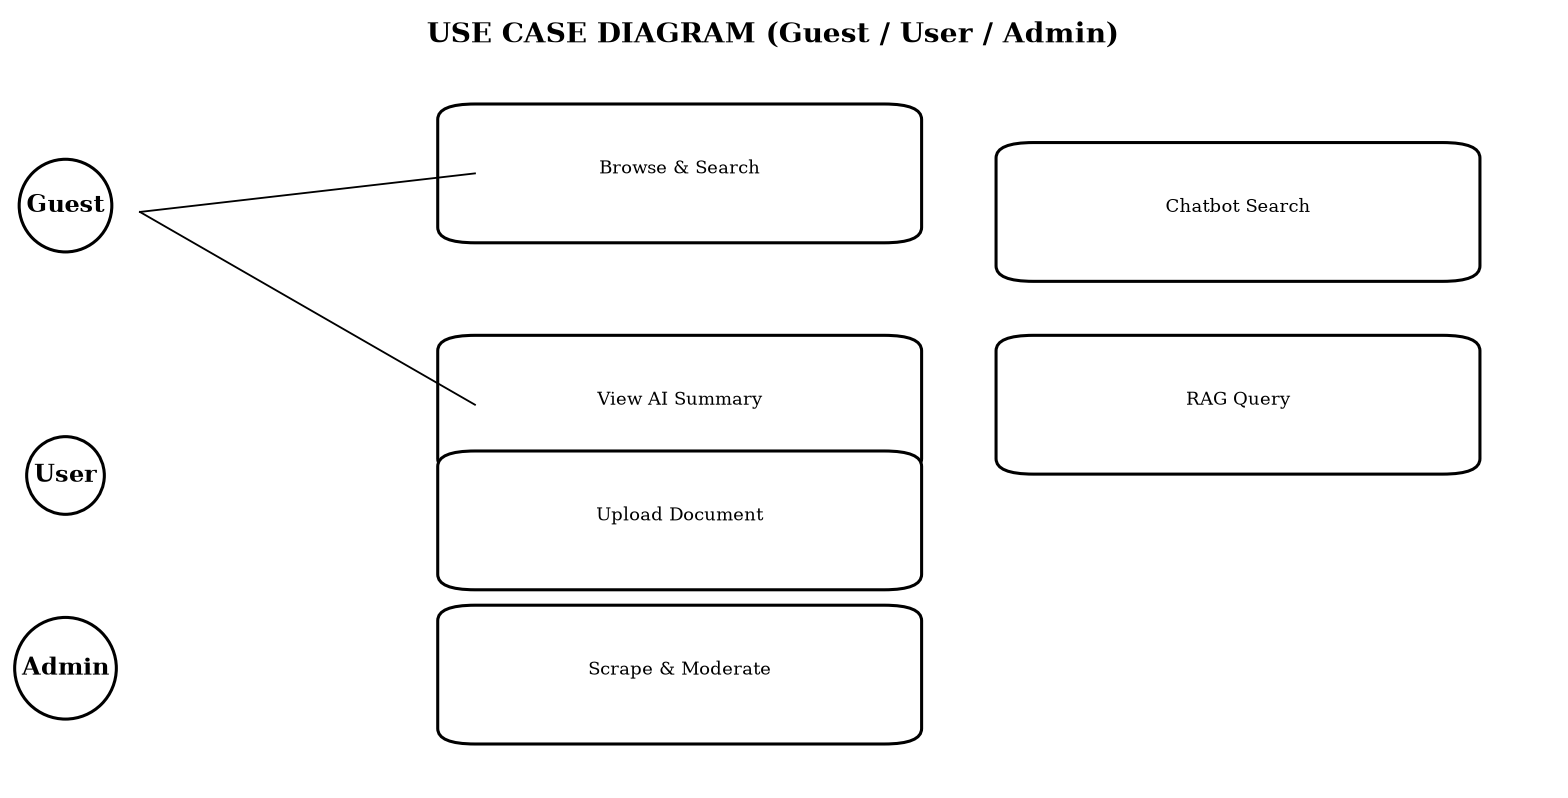 USE CASE DIAGRAM (Guest / User / Admin)
Guest
Browse & Search
Chatbot Search
View AI Summary
RAG Query
User
Upload Document
Admin
Scrape & Moderate